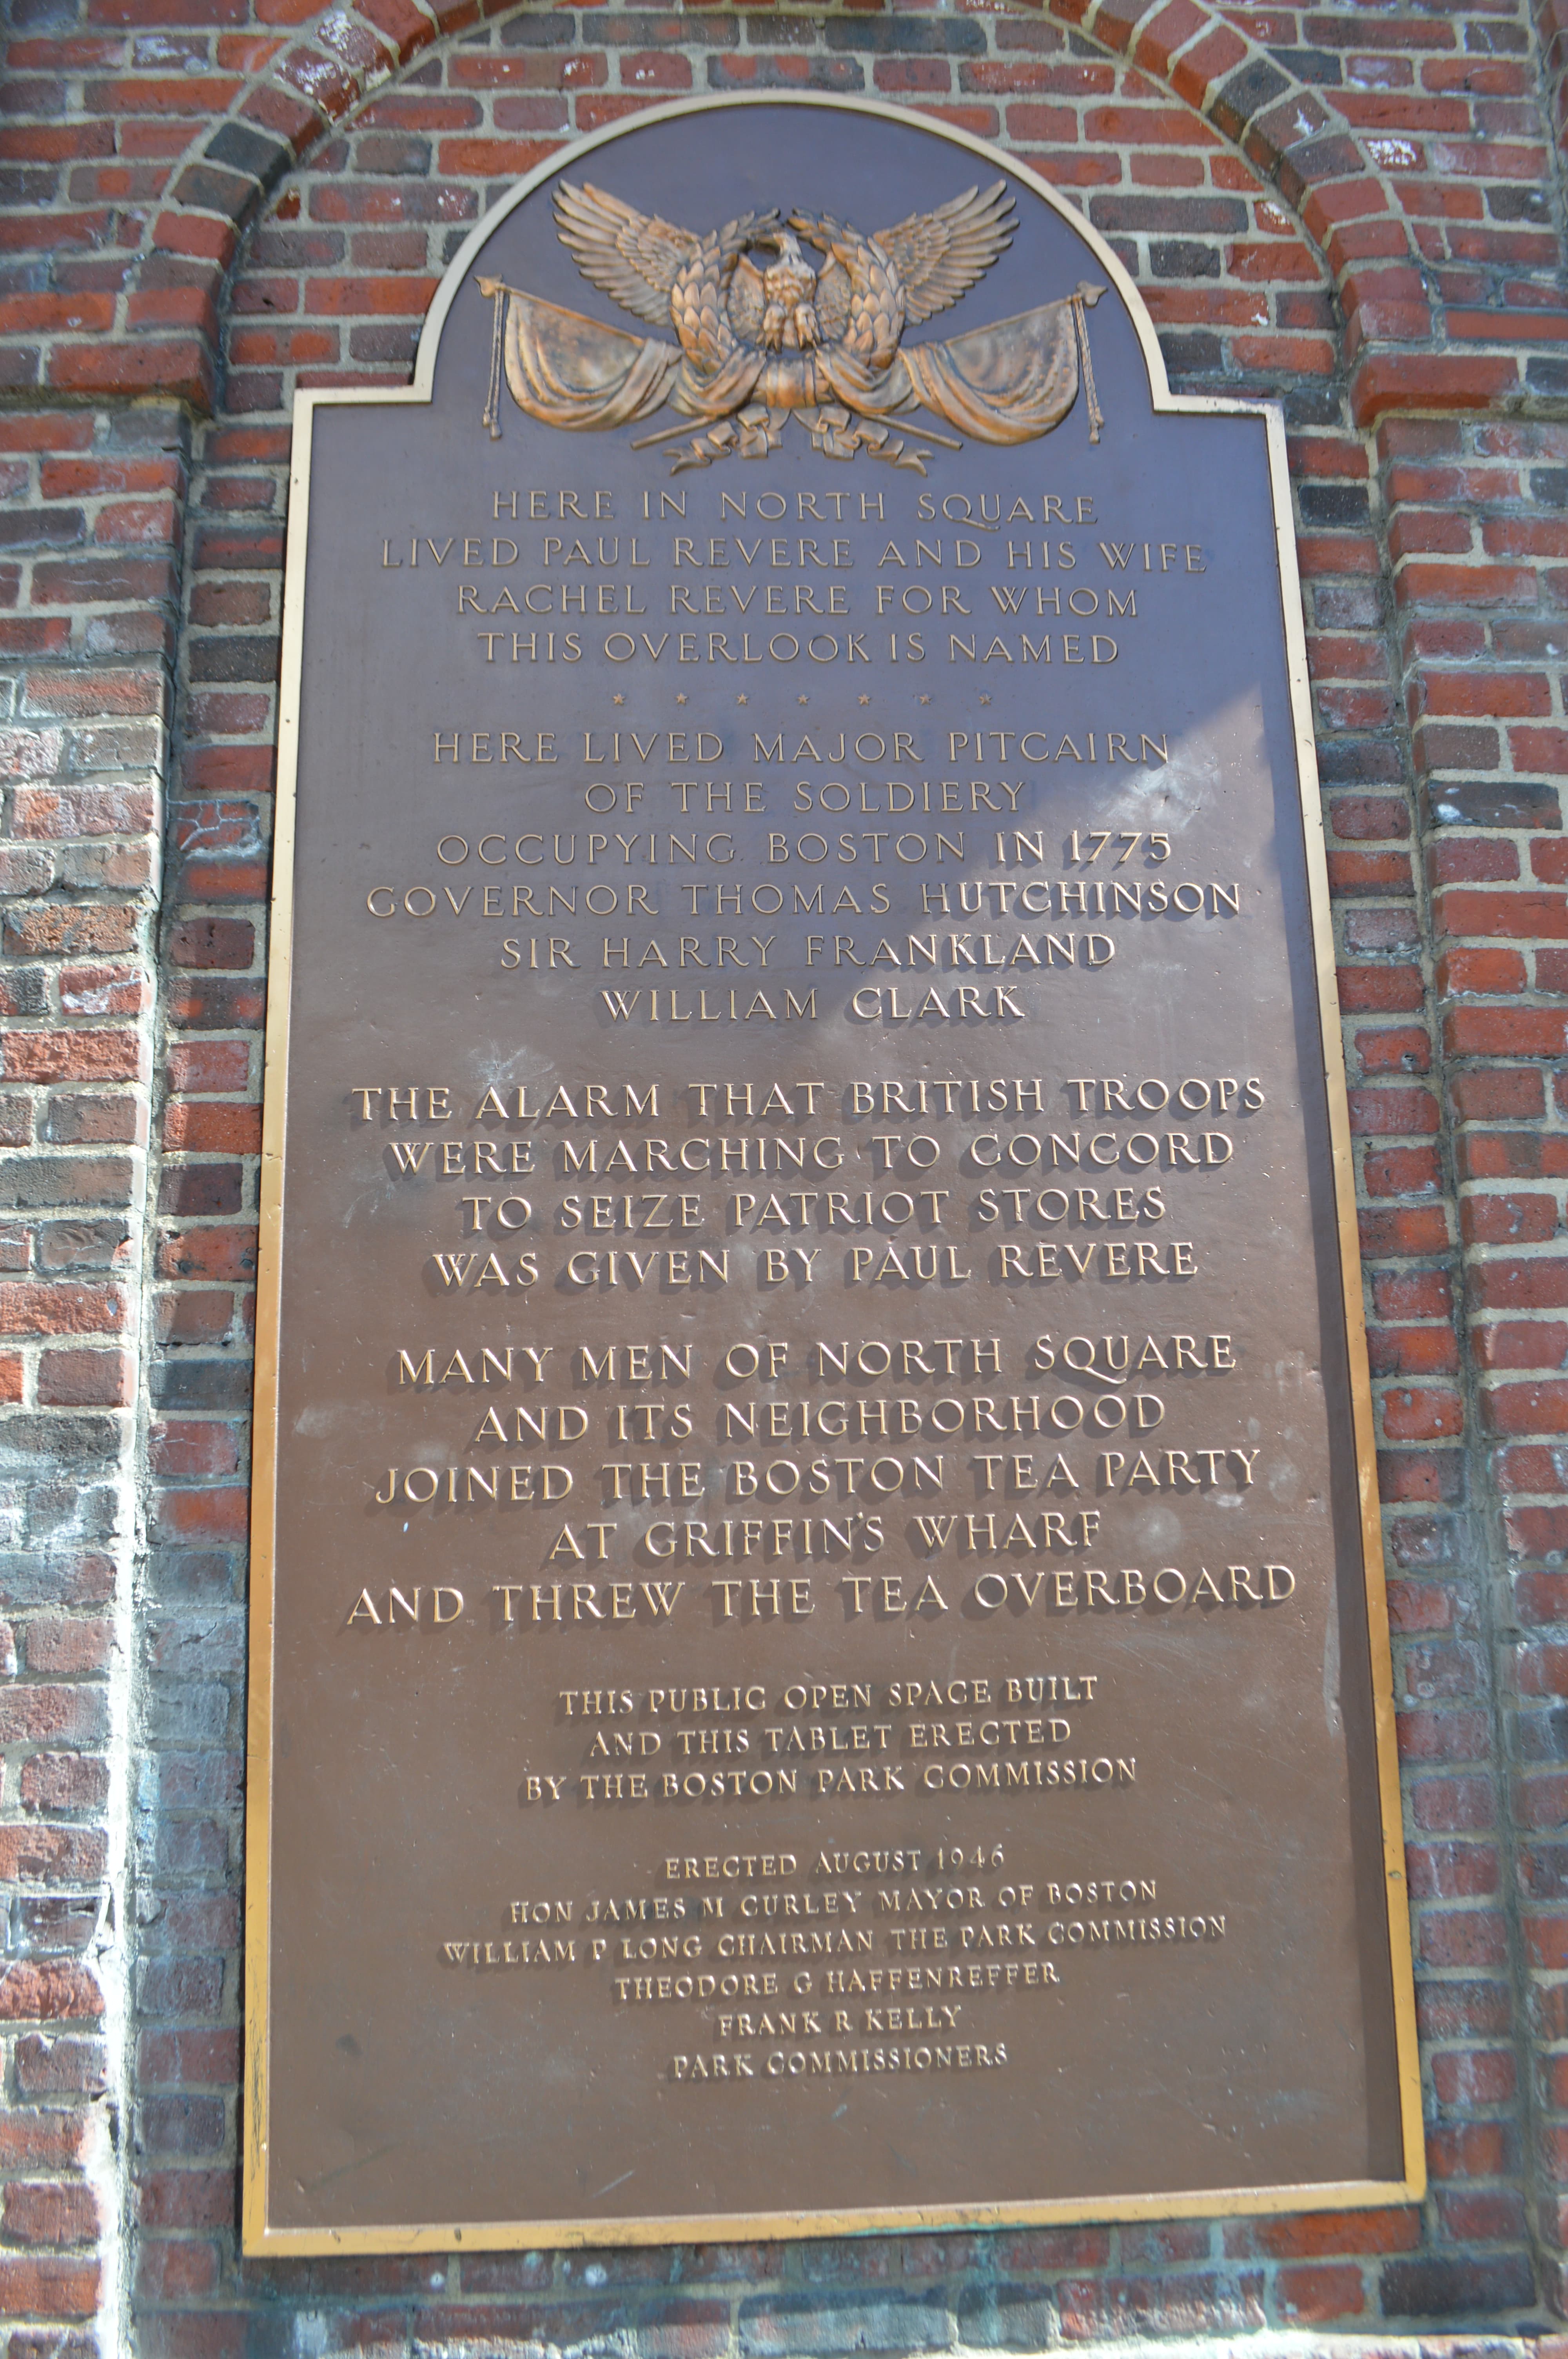 HERE IN NORTH SQUARE
LIVED PAUL REVERE AND HIS WIFE
RACHEL REVERE FOR WHOM
THIS OVERLOOK IS NAMED
* * * * * * *
HERE LIVED MAJOR PITCAIRN
OF THE SOLDIERY
OCCUPYING BOSTON IN 1775
GOVERNOR THOMAS HUTCHINSON
SIR HARRY FRANKLAND
WILLIAM CLARK
THE ALARM THAT BRITISH TROOPS
WERE MARCHING TO CONCORD
TO SEIZE PATRIOT STORES
WAS GIVEN BY PAUL REVERE
MANY MEN OF NORTH SQUARE
AND ITS NEIGHBORHOOD
JOINED THE BOSTON TEA PARTY
AT GRIFFIN'S WHARF
AND THREW THE TEA OVERBOARD
THIS PUBLIC OPEN SPACE BUILT
AND THIS TABLET ERECTED
BY THE BOSTON PARK COMMISSION
ERECTED AUGUST 1946
HON JAMES M CURLEY MAYOR OF BOSTON
WILLIAM P LONG CHAIRMAN THE PARK COMMISSION
THEODORE G HAFFENREFFER
FRANK R KELLY
PARK COMMISSIONERS